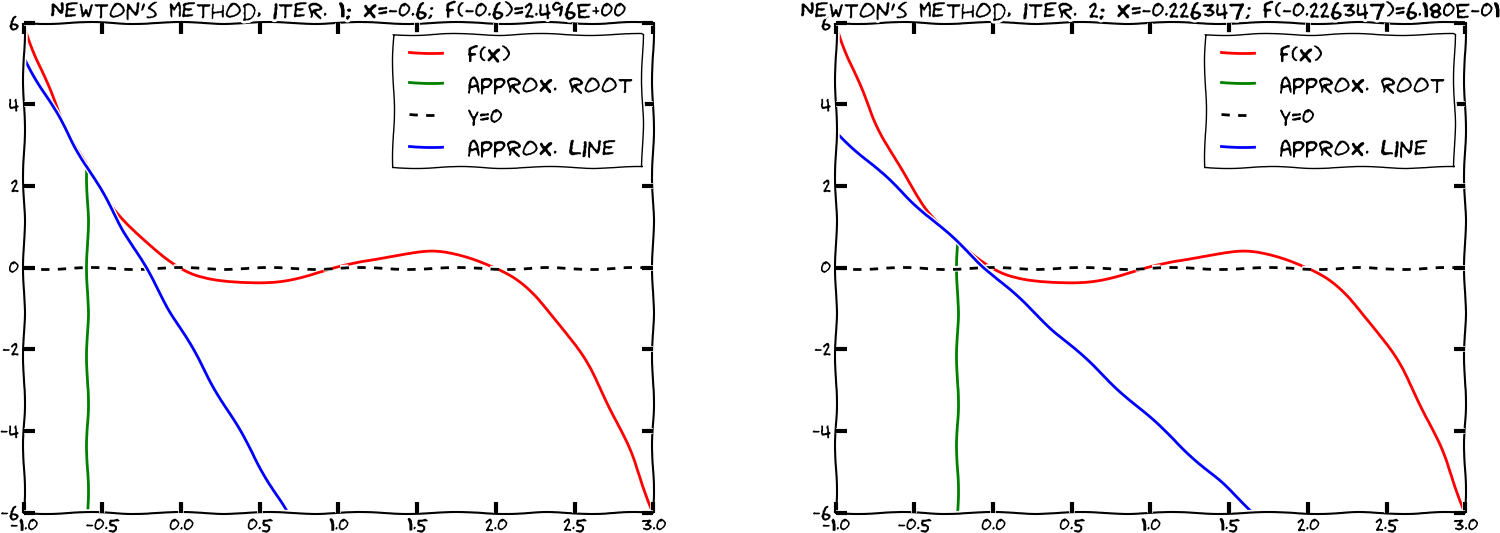 NEWTON'S METHOD, ITER. 1; X=-0.6; F(-0.6)=2.496E+00
6
4
2
0
-2
-4
-6
-1.0 -0.5 0.0 0.5 1.0 1.5 2.0 2.5 3.0
F(X)
APPROX. ROOT
Y=0
APPROX. LINE
NEWTON'S METHOD, ITER. 2; X=-0.226347; F(-0.226347)=6.180E-01
6
4
2
0
-2
-4
-6
-1.0 -0.5 0.0 0.5 1.0 1.5 2.0 2.5 3.0
F(X)
APPROX. ROOT
Y=0
APPROX. LINE